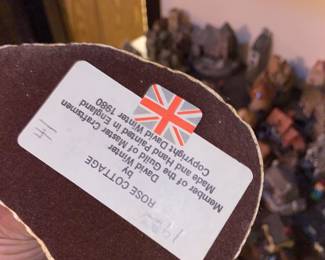 ROSE COTTAGE
by
David Winter
Member of the Guild of Master Craftsmen
Made and Hand Painted in England
Copyright David Winter 1980